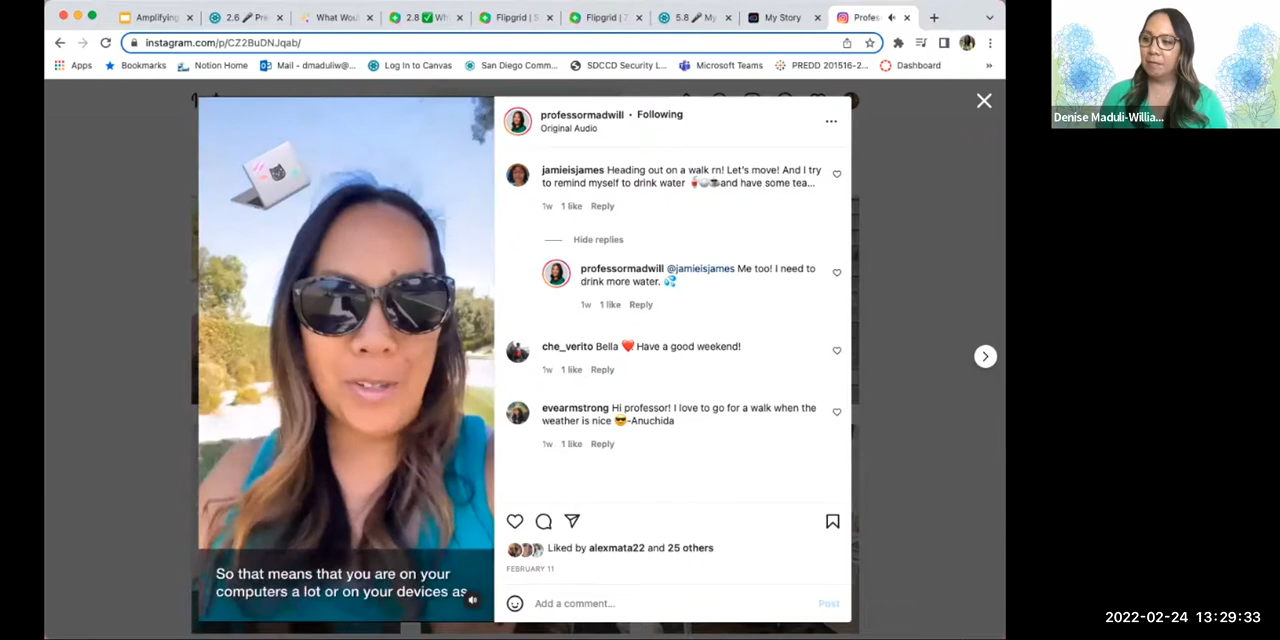 Amplifying
2.6 🎤 Pre
What Wou
2.8 ✅ Wh
Flipgrid | S
Flipgrid | 7
5.8 🎤 My
My Story
Profes
instagram.com/p/CZ2BuDNJqab/
Apps
Bookmarks
Notion Home
Mail - dmaduliw@...
Log In to Canvas
San Diego Comm...
SDCCD Security L...
Microsoft Teams
PREDD 201516-2...
Dashboard
»
Denise Maduli-Willia...
professormadwill • Following
Original Audio
jamieisjames Heading out on a walk rn! Let's move! And I try
to remind myself to drink water 🍹🍚☕and have some tea...
1w 1 like Reply
Hide replies
professormadwill @jamieisjames Me too! I need to
drink more water. 💦
1w 1 like Reply
che_verito Bella ❤️ Have a good weekend!
1w 1 like Reply
evearmstrong Hi professor! I love to go for a walk when the
weather is nice 😎-Anuchida
1w 1 like Reply
Liked by alexmata22 and 25 others
FEBRUARY 11
Add a comment...
Post
So that means that you are on your
computers a lot or on your devices as
2022-02-24 13:29:33